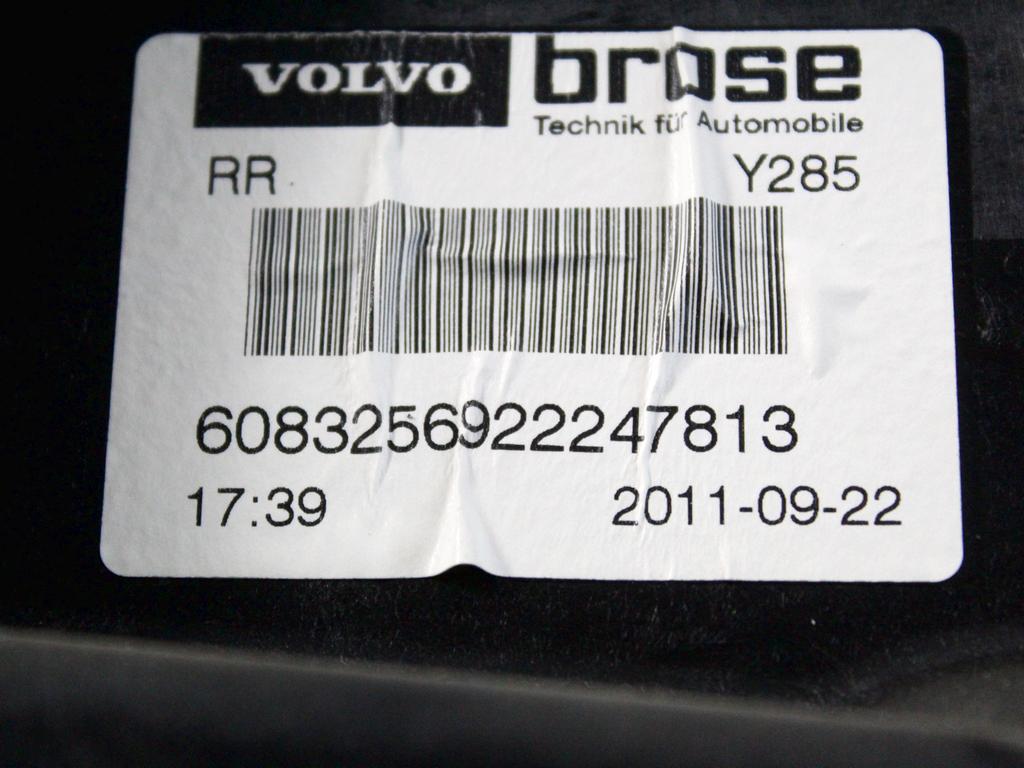 VOLVO brose
Technik für Automobile
RR Y285
6083256922247813
17:39 2011-09-22